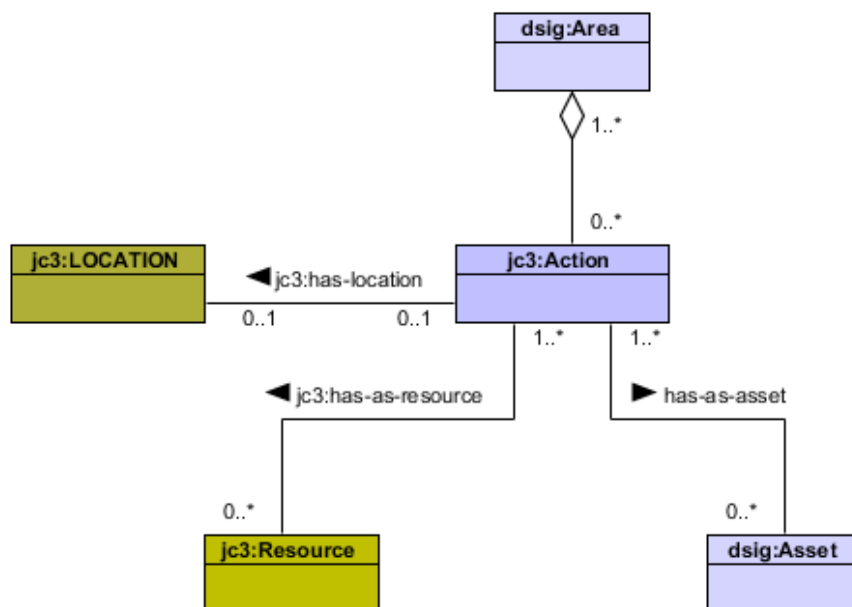 dsig:Area
1..*
0..*
jc3:LOCATION
jc3:Action
jc3:has-location
0..1
0..1
1..*
1..*
jc3:has-as-resource
has-as-asset
0..*
0..*
jc3:Resource
dsig:Asset